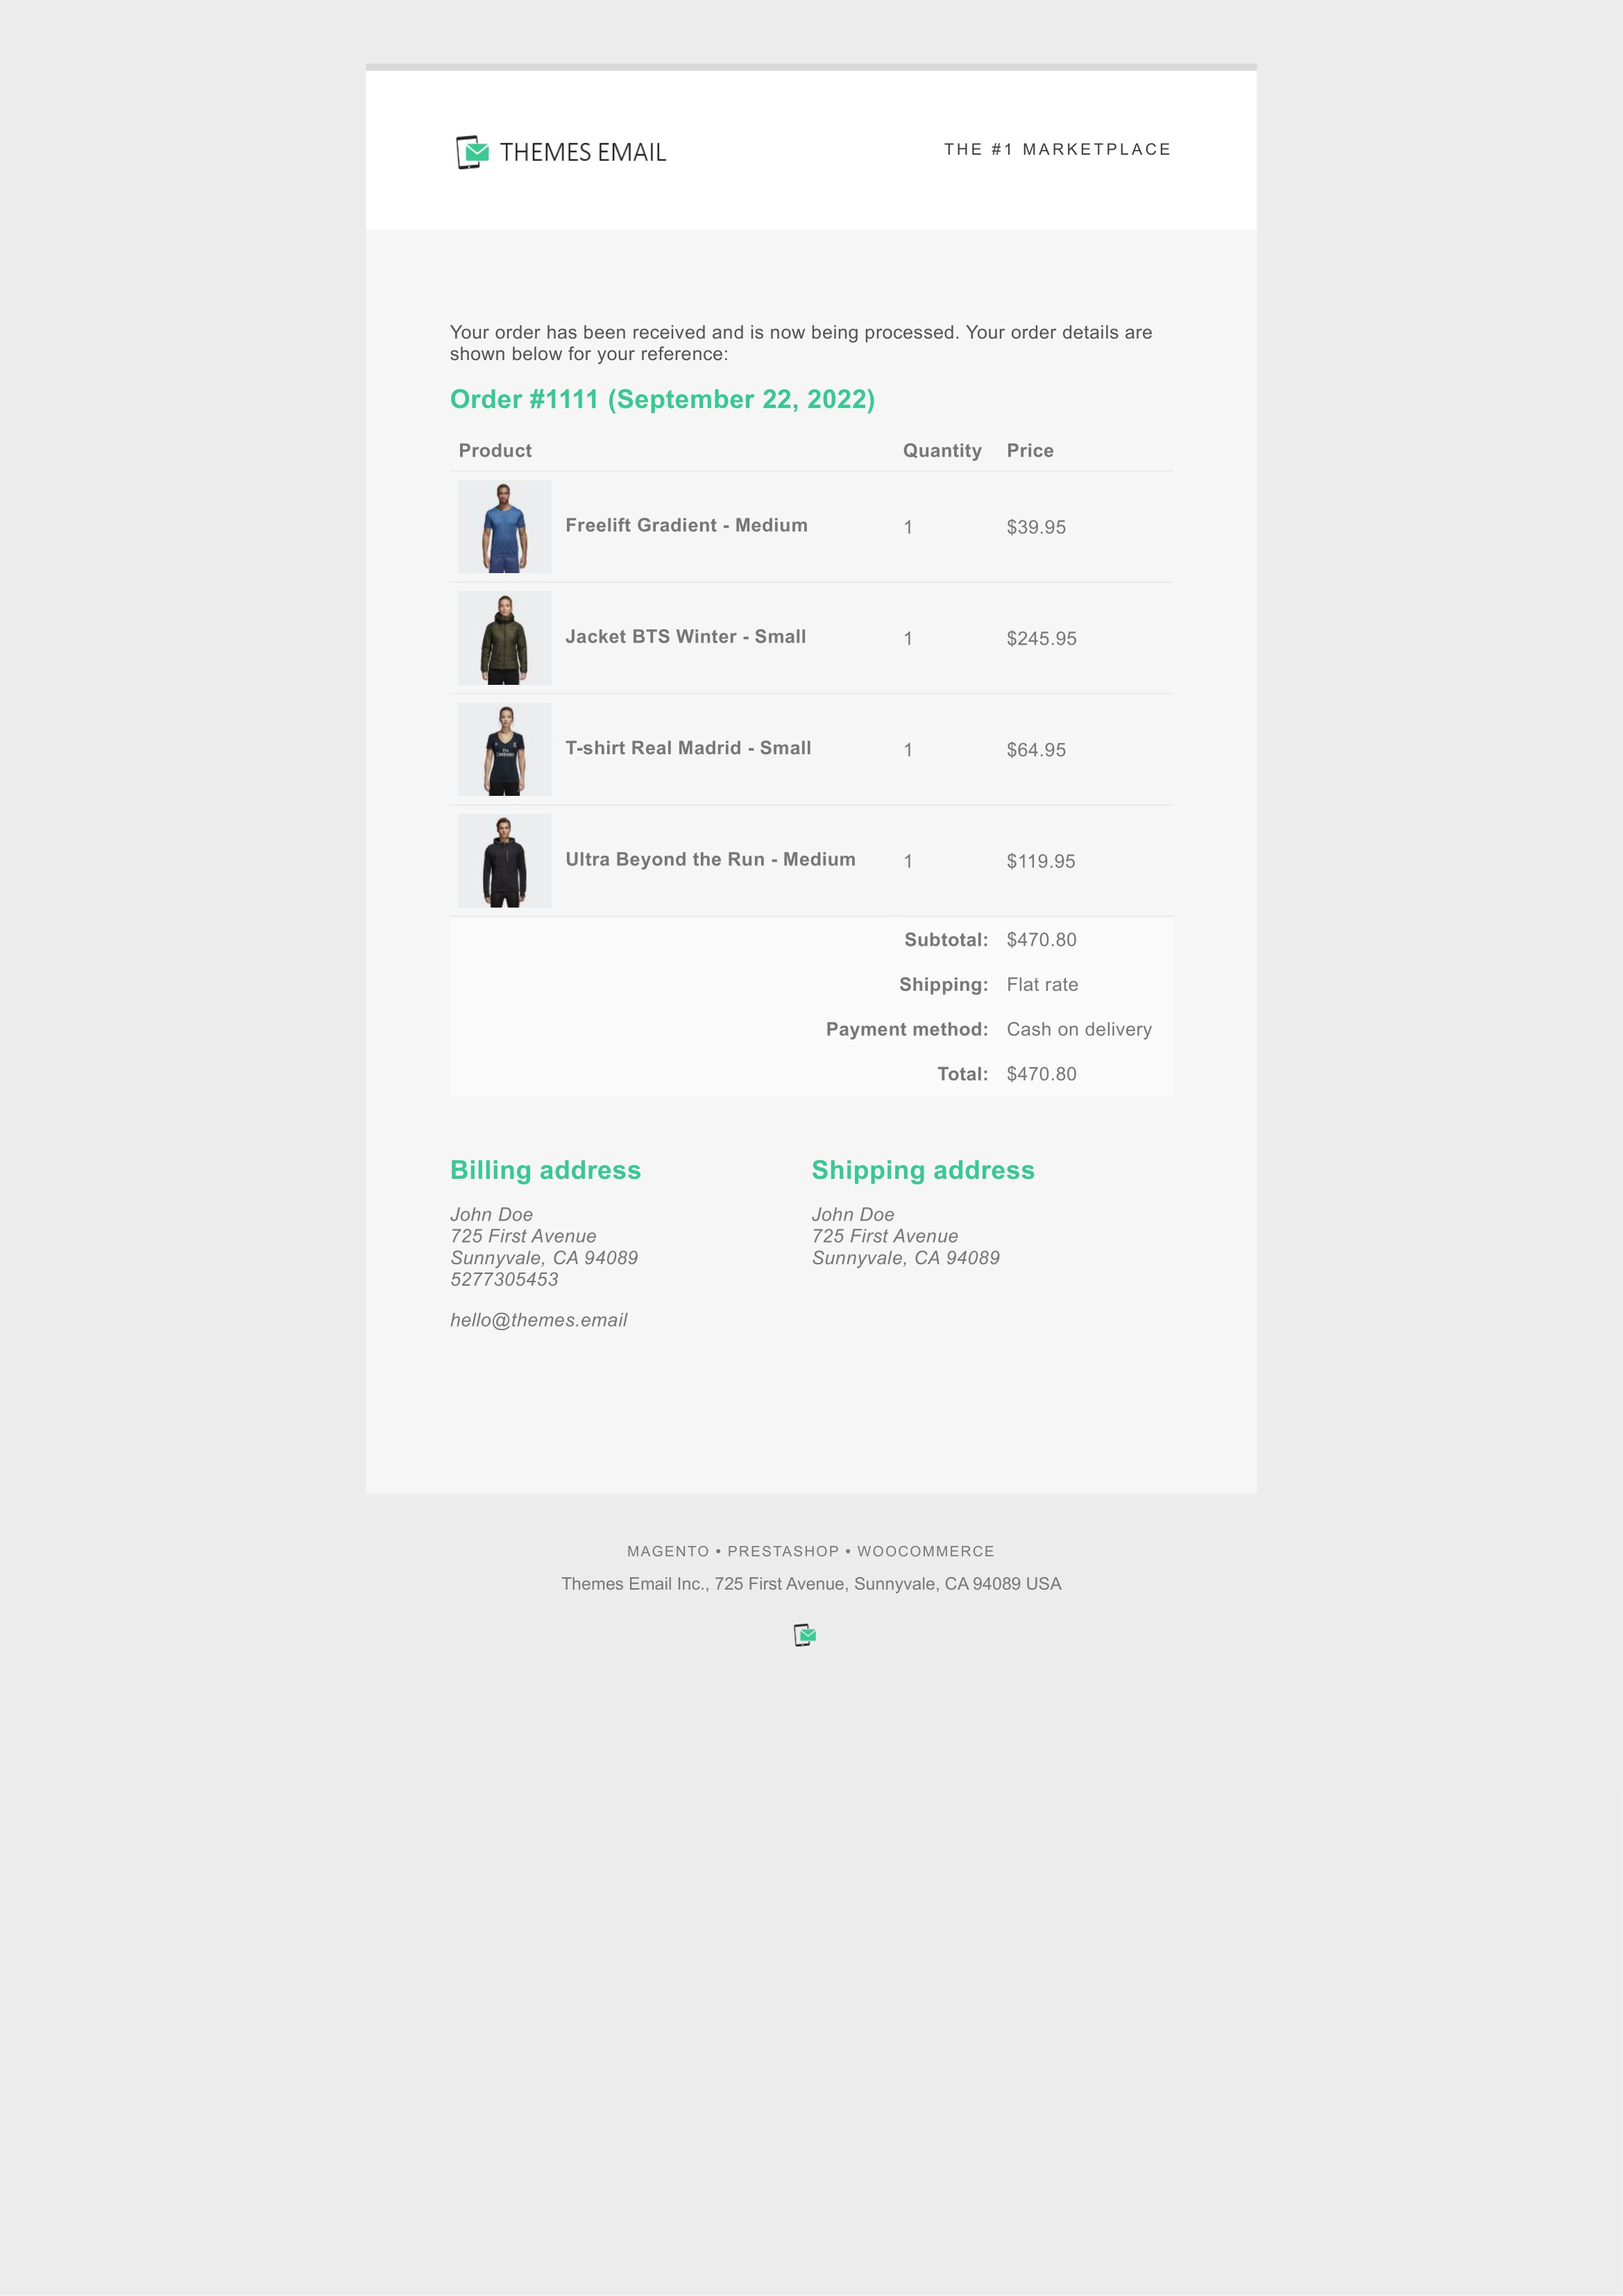 THEMES EMAIL
THE #1 MARKETPLACE
Your order has been received and is now being processed. Your order details are
shown below for your reference:
Order #1111 (September 22, 2022)
Product Quantity Price
Freelift Gradient - Medium 1 $39.95
Jacket BTS Winter - Small 1 $245.95
T-shirt Real Madrid - Small 1 $64.95
Ultra Beyond the Run - Medium 1 $119.95
Subtotal: $470.80
Shipping: Flat rate
Payment method: Cash on delivery
Total: $470.80
Billing address
John Doe
725 First Avenue
Sunnyvale, CA 94089
5277305453
hello@themes.email
Shipping address
John Doe
725 First Avenue
Sunnyvale, CA 94089
MAGENTO • PRESTASHOP • WOOCOMMERCE
Themes Email Inc., 725 First Avenue, Sunnyvale, CA 94089 USA